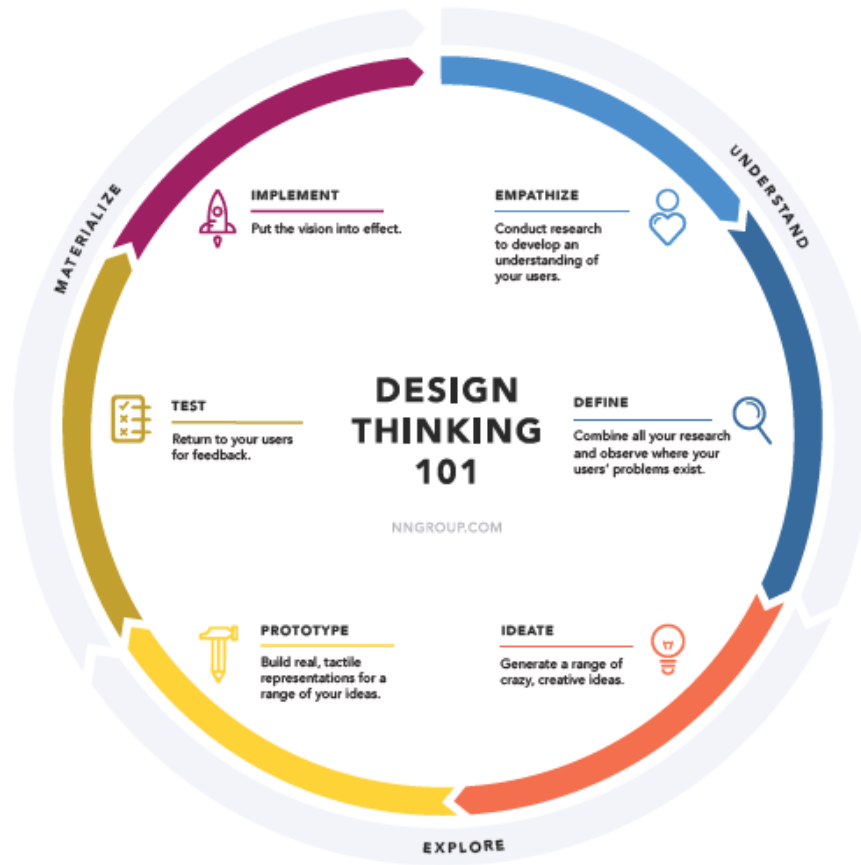 DESIGN
THINKING
101
NNGROUP.COM
UNDERSTAND
EMPATHIZE
Conduct research
to develop an
understanding of
your users.
DEFINE
Combine all your research
and observe where your
users' problems exist.
EXPLORE
IDEATE
Generate a range of
crazy, creative ideas.
PROTOTYPE
Build real, tactile
representations for a
range of your ideas.
MATERIALIZE
TEST
Return to your users
for feedback.
IMPLEMENT
Put the vision into effect.